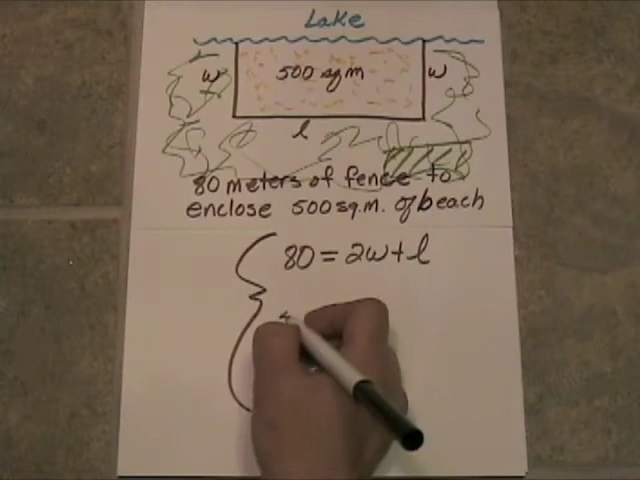 Lake
w 500 sq m w
l
80 meters of fence to
enclose 500 sq.m. of beach
80 = 2w + l